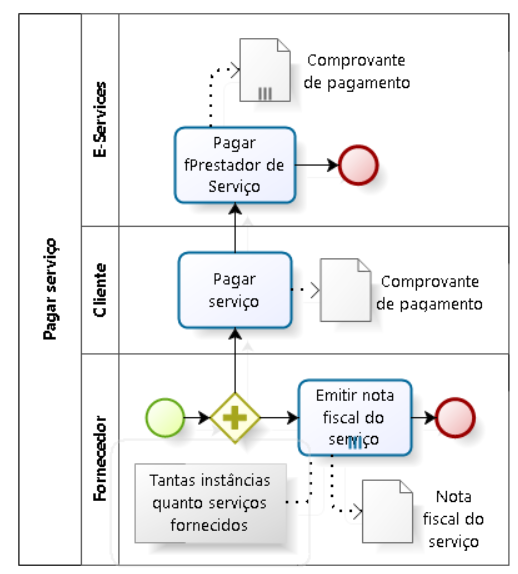 Pagar serviço
E-Services
Comprovante
de pagamento
Pagar
fPrestador de
Serviço
Cliente
Pagar
serviço
Comprovante
de pagamento
Fornecedor
Emitir nota
fiscal do
serviço
Tantas instâncias
quanto serviços
fornecidos
Nota
fiscal do
serviço